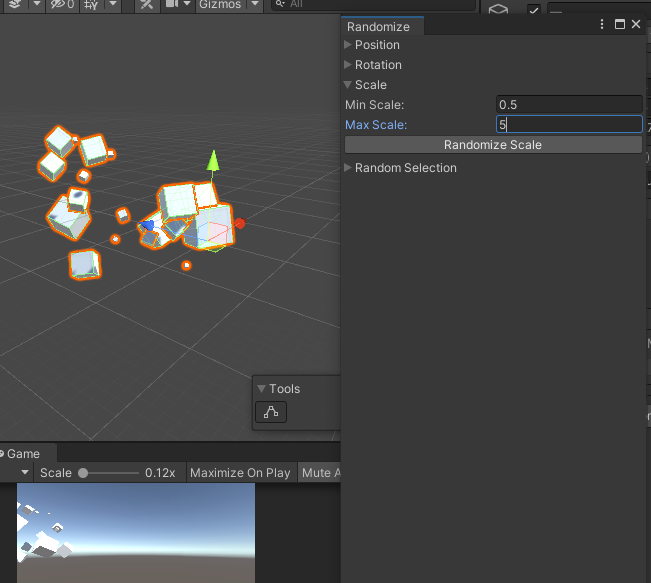 0
Gizmos
All
Randomize
Position
Rotation
Scale
Min Scale: 0.5
Max Scale: 5
Randomize Scale
Random Selection
Tools
Game
Scale 0.12x Maximize On Play Mute A